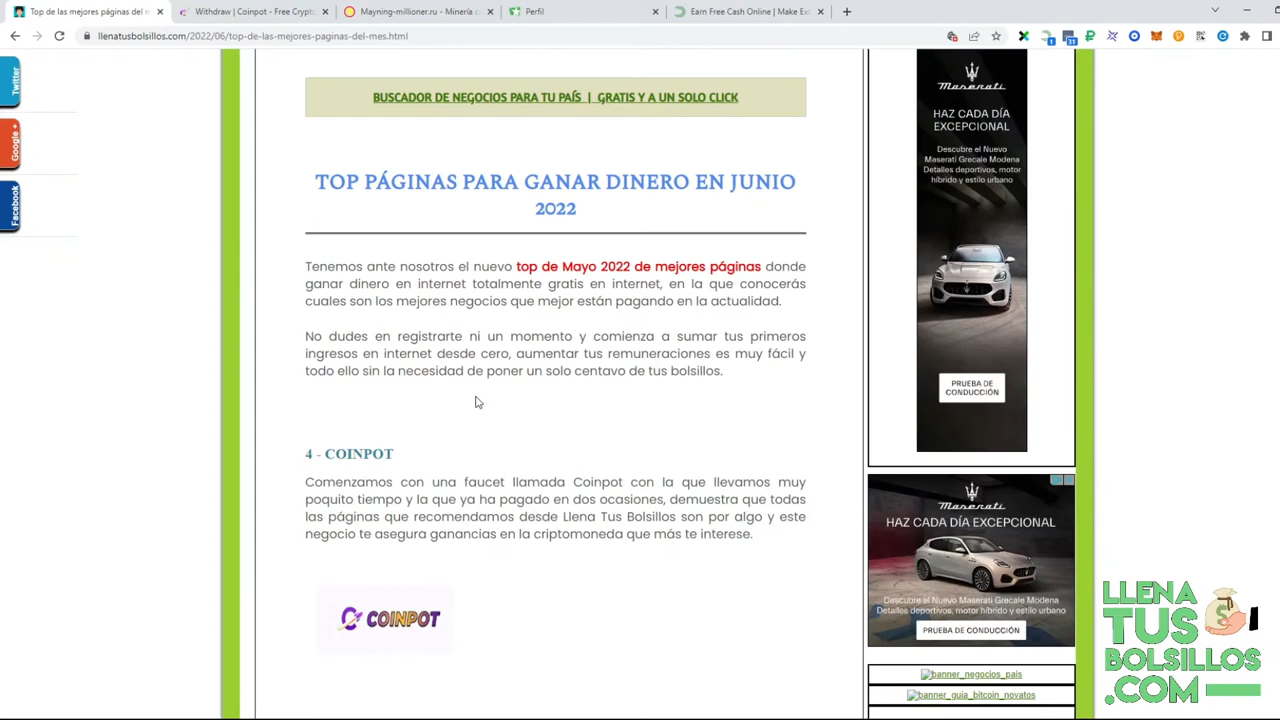 Top de las mejores páginas del m
Withdraw | Coinpot - Free Crypto
Mayning-millioner.ru - Minería c
Perfil
Earn Free Cash Online | Make Ext
llenatusbolsillos.com/2022/06/top-de-las-mejores-paginas-del-mes.html
Twitter
Google +
Facebook
BUSCADOR DE NEGOCIOS PARA TU PAÍS | GRATIS Y A UN SOLO CLICK
TOP PÁGINAS PARA GANAR DINERO EN JUNIO
2022
Tenemos ante nosotros el nuevo top de Mayo 2022 de mejores páginas donde
ganar dinero en internet totalmente gratis en internet, en la que conocerás
cuales son los mejores negocios que mejor están pagando en la actualidad.
No dudes en registrarte ni un momento y comienza a sumar tus primeros
ingresos en internet desde cero, aumentar tus remuneraciones es muy fácil y
todo ello sin la necesidad de poner un solo centavo de tus bolsillos.
4 - COINPOT
Comenzamos con una faucet llamada Coinpot con la que llevamos muy
poquito tiempo y la que ya ha pagado en dos ocasiones, demuestra que todas
las páginas que recomendamos desde Llena Tus Bolsillos son por algo y este
negocio te asegura ganancias en la criptomoneda que más te interese.
COINPOT
Maserati
HAZ CADA DÍA
EXCEPCIONAL
Descubre el Nuevo
Maserati Grecale Modena
Detalles deportivos, motor
híbrido y estilo urbano
PRUEBA DE
CONDUCCIÓN
Maserati
HAZ CADA DÍA EXCEPCIONAL
Descubre el Nuevo Maserati Grecale Modena
Detalles deportivos, motor híbrido y estilo urbano
PRUEBA DE CONDUCCIÓN
banner_negocios_pais
banner_guia_bitcoin_novatos
LLENA
TUS
BOLSILLOS
.COM